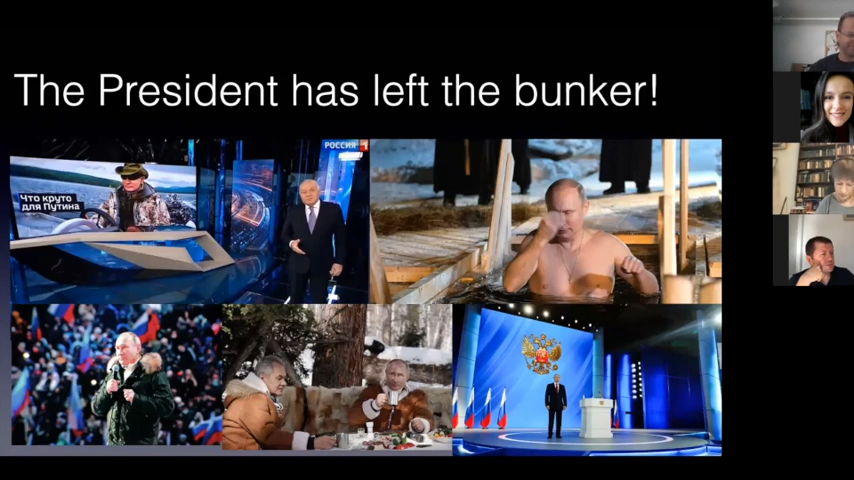 The President has left the bunker!
РОССИЯ 1
Что круто
для Путина